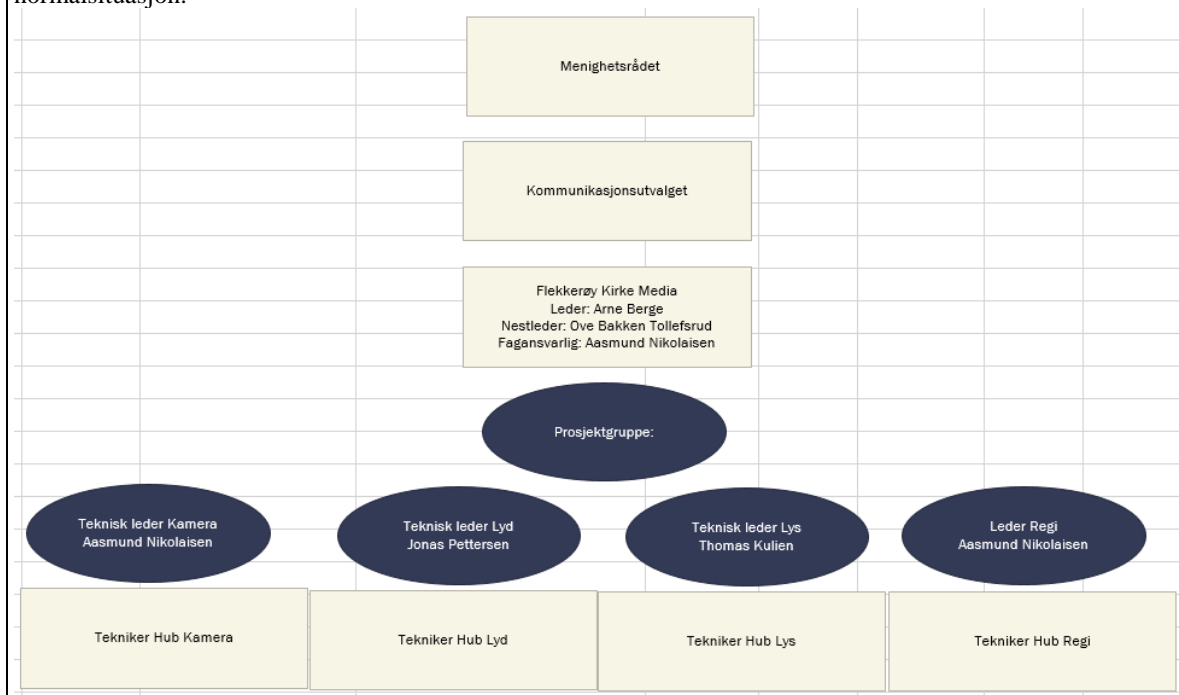 normalsituasjon.
Menighetsrådet
Kommunikasjonsutvalget
Flekkerøy Kirke Media
Leder: Arne Berge
Nestleder: Ove Bakken Tollefsrud
Fagansvarlig: Aasmund Nikolaisen
Prosjektgruppe:
Teknisk leder Kamera
Aasmund Nikolaisen
Teknisk leder Lyd
Jonas Pettersen
Teknisk leder Lys
Thomas Kulien
Leder Regi
Aasmund Nikolaisen
Tekniker Hub Kamera
Tekniker Hub Lyd
Tekniker Hub Lys
Tekniker Hub Regi